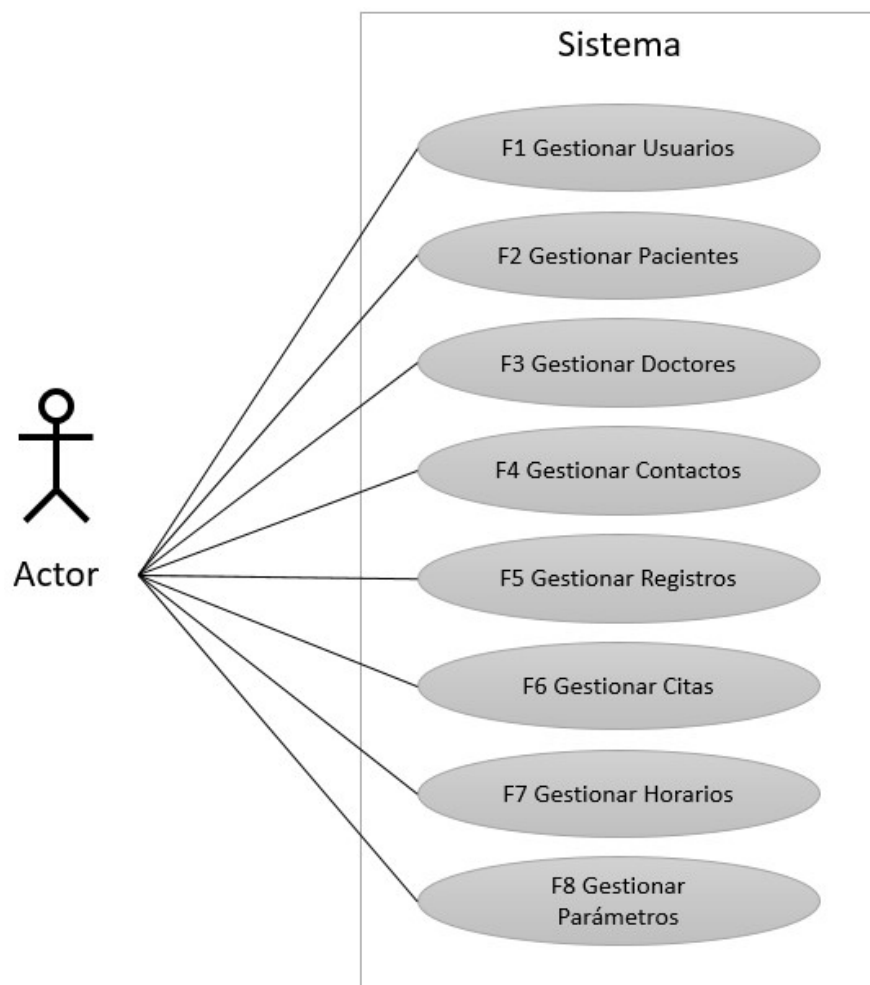 Sistema
F1 Gestionar Usuarios
F2 Gestionar Pacientes
F3 Gestionar Doctores
F4 Gestionar Contactos
Actor
F5 Gestionar Registros
F6 Gestionar Citas
F7 Gestionar Horarios
F8 Gestionar
Parámetros